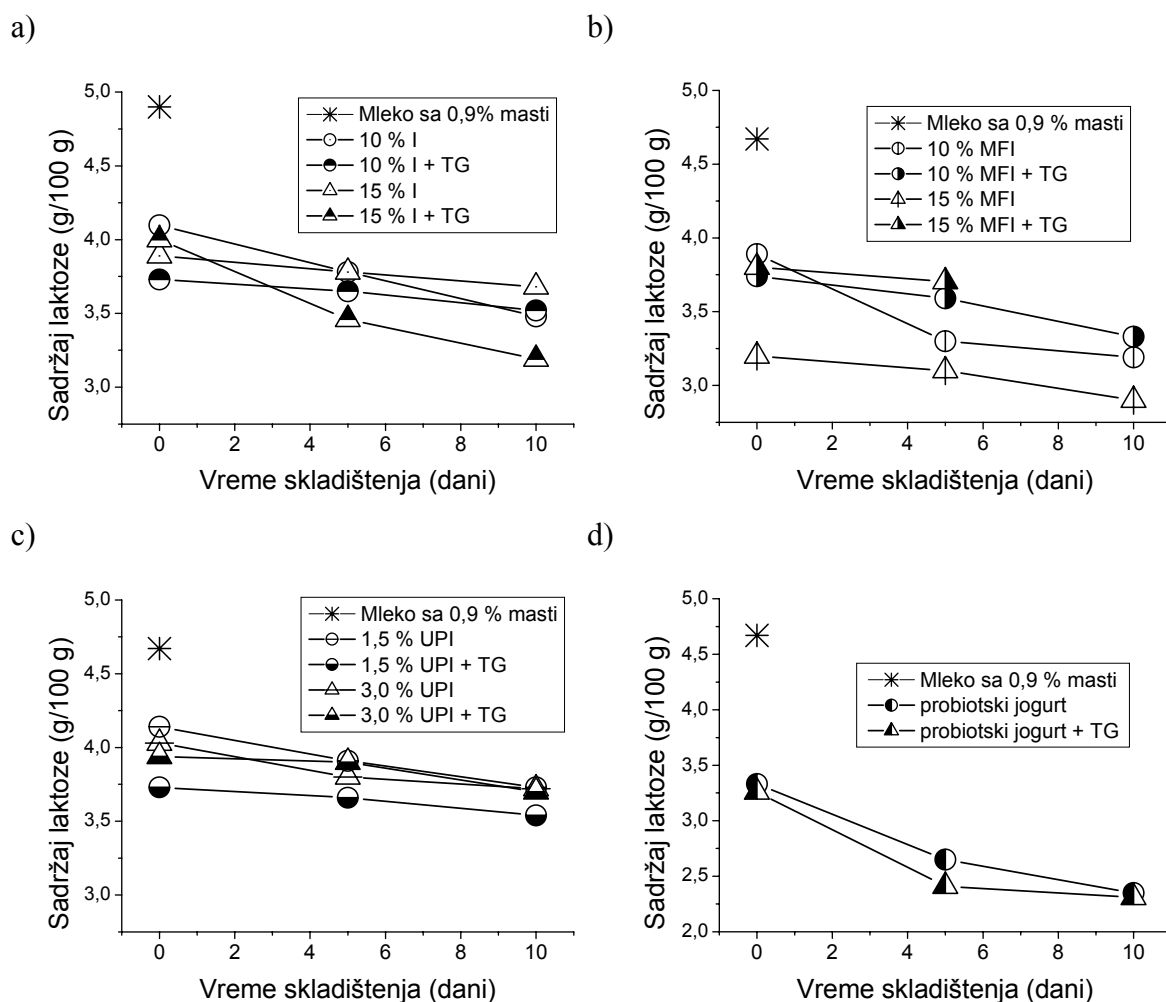 a)
b)
5,0
4,5
4,0
3,5
3,0
Sadržaj laktoze (g/100 g)
Mleko sa 0,9% masti
10 % I
10 % I + TG
15 % I
15 % I + TG
0
2
4
6
8
10
Vreme skladištenja (dani)
5,0
4,5
4,0
3,5
3,0
Sadržaj laktoze (g/100 g)
Mleko sa 0,9 % masti
10 % MFI
10 % MFI + TG
15 % MFI
15 % MFI + TG
0
2
4
6
8
10
Vreme skladištenja (dani)
c)
d)
5,0
4,5
4,0
3,5
3,0
Sadržaj laktoze (g/100 g)
Mleko sa 0,9 % masti
1,5 % UPI
1,5 % UPI + TG
3,0 % UPI
3,0 % UPI + TG
0
2
4
6
8
10
Vreme skladištenja (dani)
5,0
4,5
4,0
3,5
3,0
2,5
2,0
Sadržaj laktoze (g/100 g)
Mleko sa 0,9 % masti
probiotski jogurt
probiotski jogurt + TG
0
2
4
6
8
10
Vreme skladištenja (dani)